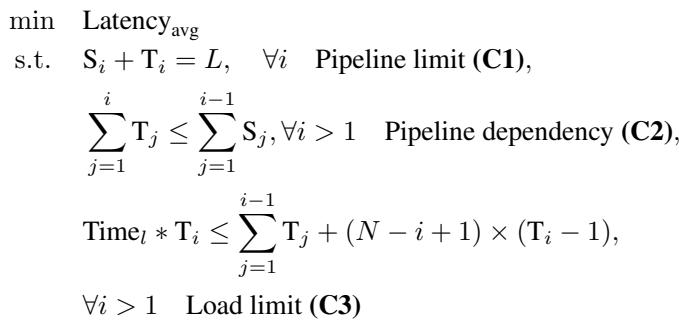 min Latency_avg
s.t. S_i + T_i = L, ∀i Pipeline limit (C1),
∑_{j=1}^{i} T_j ≤ ∑_{j=1}^{i−1} S_j, ∀i > 1 Pipeline dependency (C2),
Time_l * T_i ≤ ∑_{j=1}^{i−1} T_j + (N − i + 1) × (T_i − 1),
∀i > 1 Load limit (C3)